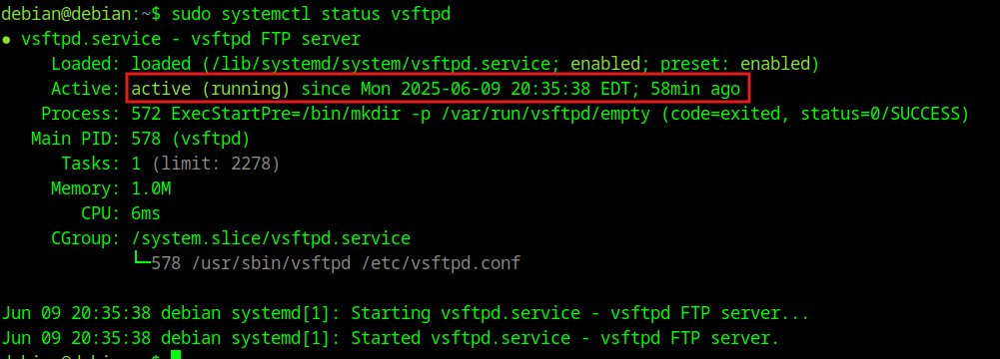 debian@debian:~$ sudo systemctl status vsftpd
● vsftpd.service - vsftpd FTP server
Loaded: loaded (/lib/systemd/system/vsftpd.service; enabled; preset: enabled)
Active: active (running) since Mon 2025-06-09 20:35:38 EDT; 58min ago
Process: 572 ExecStartPre=/bin/mkdir -p /var/run/vsftpd/empty (code=exited, status=0/SUCCESS)
Main PID: 578 (vsftpd)
Tasks: 1 (limit: 2278)
Memory: 1.0M
CPU: 6ms
CGroup: /system.slice/vsftpd.service
└─578 /usr/sbin/vsftpd /etc/vsftpd.conf
Jun 09 20:35:38 debian systemd[1]: Starting vsftpd.service - vsftpd FTP server...
Jun 09 20:35:38 debian systemd[1]: Started vsftpd.service - vsftpd FTP server.
debian@debian:~$